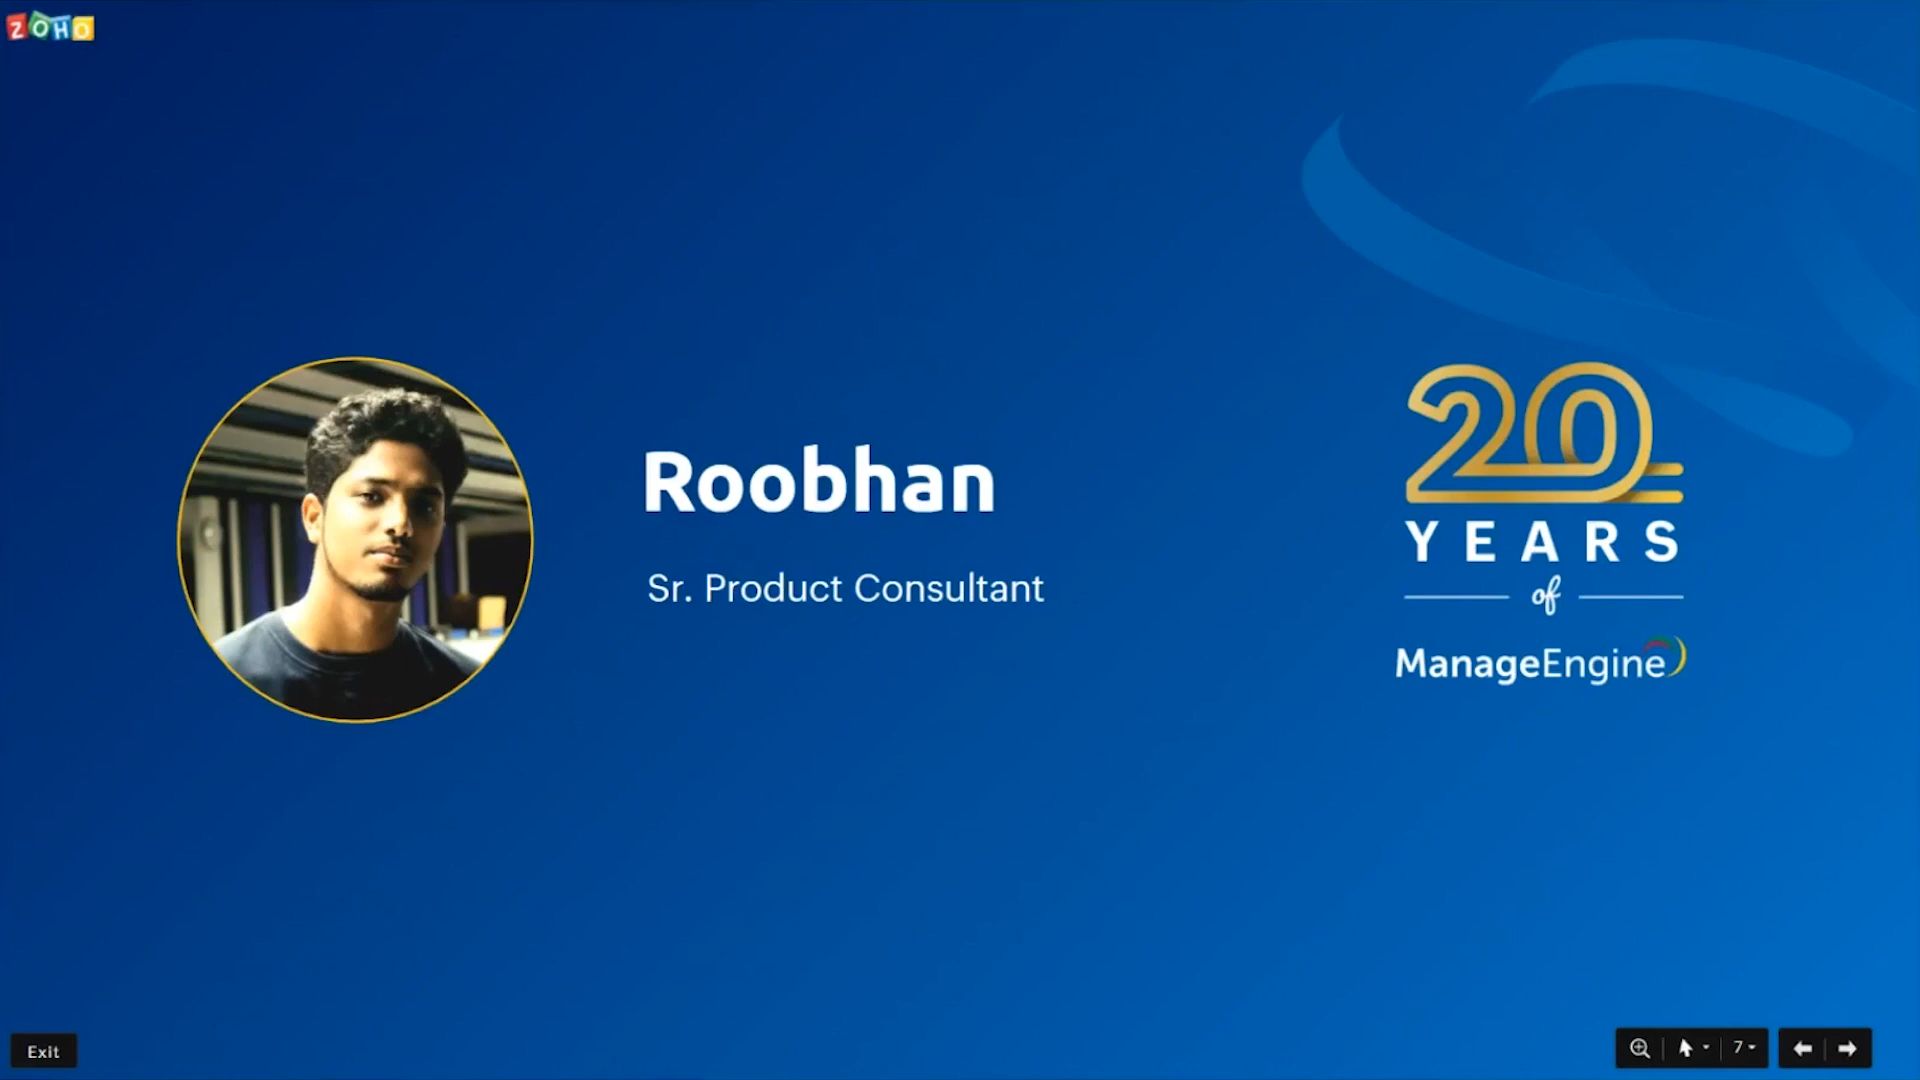 ZOHO
Roobhan
Sr. Product Consultant
20
YEARS
of
ManageEngine
Exit
7